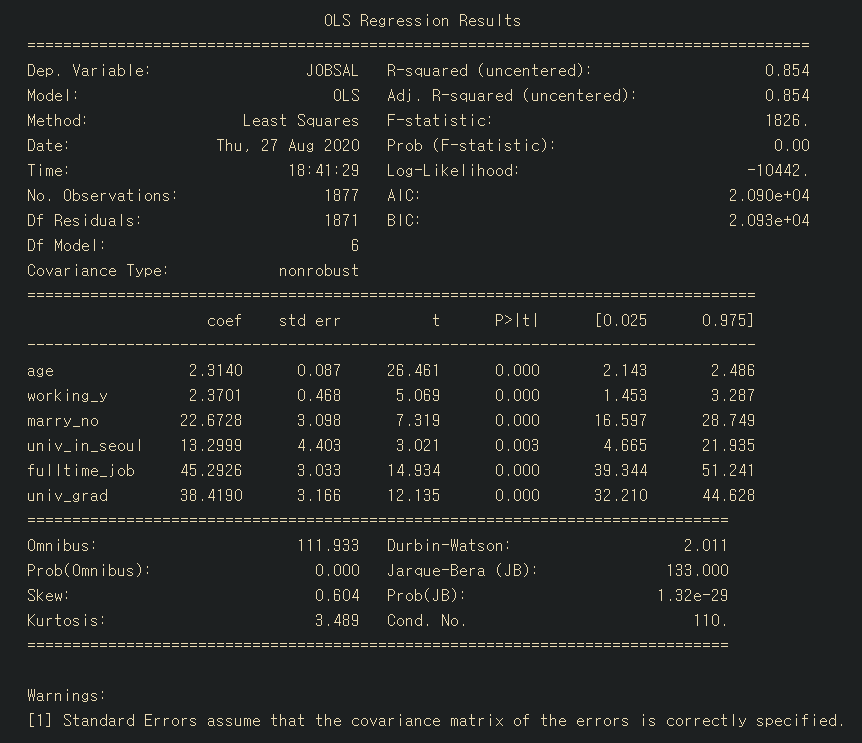 OLS Regression Results
==============================================================================
Dep. Variable: JOBSAL R-squared (uncentered): 0.854
Model: OLS Adj. R-squared (uncentered): 0.854
Method: Least Squares F-statistic: 1826.
Date: Thu, 27 Aug 2020 Prob (F-statistic): 0.00
Time: 18:41:29 Log-Likelihood: -10442.
No. Observations: 1877 AIC: 2.090e+04
Df Residuals: 1871 BIC: 2.093e+04
Df Model: 6
Covariance Type: nonrobust
==============================================================================
coef std err t P>|t| [0.025 0.975]
------------------------------------------------------------------------------
age 2.3140 0.087 26.461 0.000 2.143 2.486
working_y 2.3701 0.468 5.069 0.000 1.453 3.287
marry_no 22.6728 3.098 7.319 0.000 16.597 28.749
univ_in_seoul 13.2999 4.403 3.021 0.003 4.665 21.935
fulltime_job 45.2926 3.033 14.934 0.000 39.344 51.241
univ_grad 38.4190 3.166 12.135 0.000 32.210 44.628
==============================================================================
Omnibus: 111.933 Durbin-Watson: 2.011
Prob(Omnibus): 0.000 Jarque-Bera (JB): 133.000
Skew: 0.604 Prob(JB): 1.32e-29
Kurtosis: 3.489 Cond. No. 110.
==============================================================================
Warnings:
[1] Standard Errors assume that the covariance matrix of the errors is correctly specified.